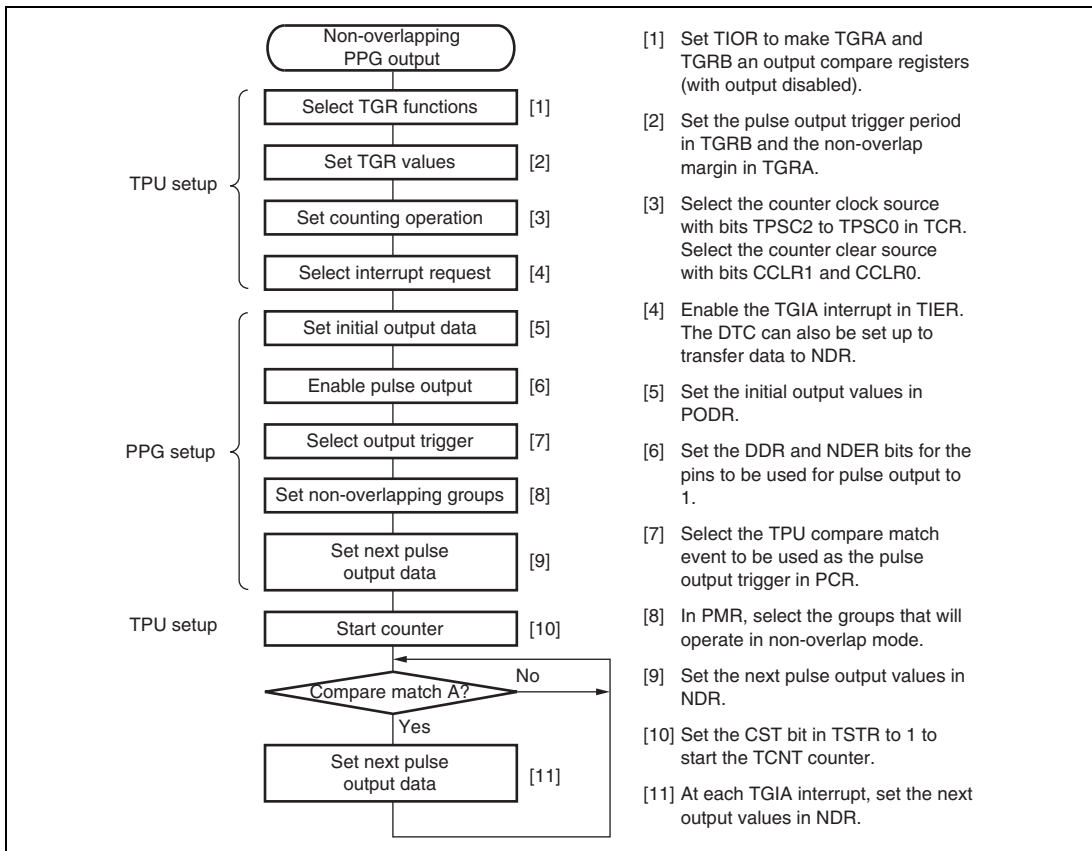 Non-overlapping
PPG output
Select TGR functions [1]
Set TGR values [2]
TPU setup
Set counting operation [3]
Select interrupt request [4]
Set initial output data [5]
Enable pulse output [6]
Select output trigger [7]
PPG setup
Set non-overlapping groups [8]
Set next pulse
output data [9]
TPU setup
Start counter [10]
Compare match A?
No
Yes
Set next pulse
output data [11]
[1] Set TIOR to make TGRA and
TGRB an output compare registers
(with output disabled).
[2] Set the pulse output trigger period
in TGRB and the non-overlap
margin in TGRA.
[3] Select the counter clock source
with bits TPSC2 to TPSC0 in TCR.
Select the counter clear source
with bits CCLR1 and CCLR0.
[4] Enable the TGIA interrupt in TIER.
The DTC can also be set up to
transfer data to NDR.
[5] Set the initial output values in
PODR.
[6] Set the DDR and NDER bits for the
pins to be used for pulse output to
1.
[7] Select the TPU compare match
event to be used as the pulse
output trigger in PCR.
[8] In PMR, select the groups that will
operate in non-overlap mode.
[9] Set the next pulse output values in
NDR.
[10] Set the CST bit in TSTR to 1 to
start the TCNT counter.
[11] At each TGIA interrupt, set the next
output values in NDR.